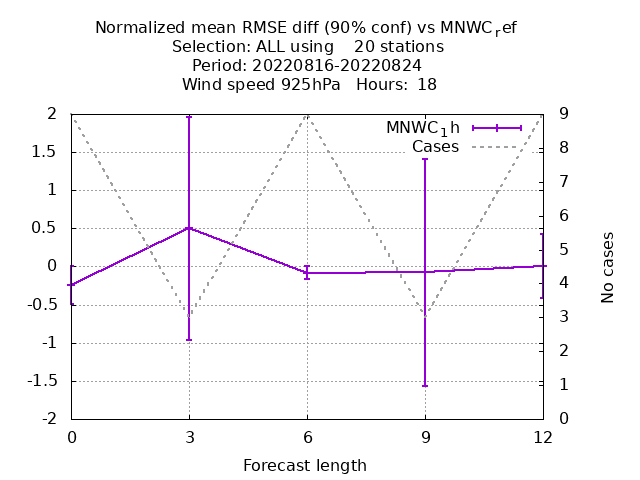 Normalized mean RMSE diff (90% conf) vs MNWC_ref
Selection: ALL using    20 stations
Period: 20220816-20220824
Wind speed 925hPa   Hours:  18
MNWC_1h
Cases
2
1.5
1
0.5
0
-0.5
-1
-1.5
-2
9
8
7
6
5
4
3
2
1
0
No cases
0 3 6 9 12
Forecast length